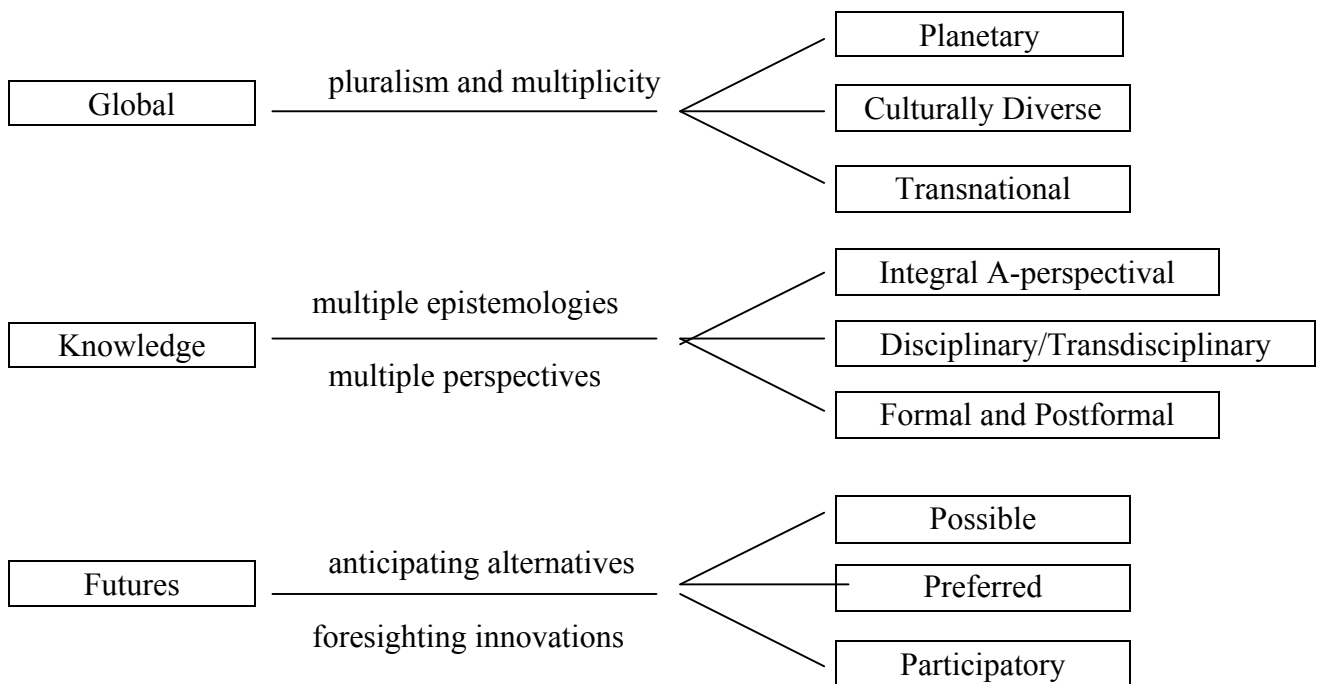 Planetary
pluralism and multiplicity
Global
Culturally Diverse
Transnational
Integral A-perspectival
multiple epistemologies
Knowledge
Disciplinary/Transdisciplinary
multiple perspectives
Formal and Postformal
Possible
anticipating alternatives
Futures
Preferred
foresighting innovations
Participatory